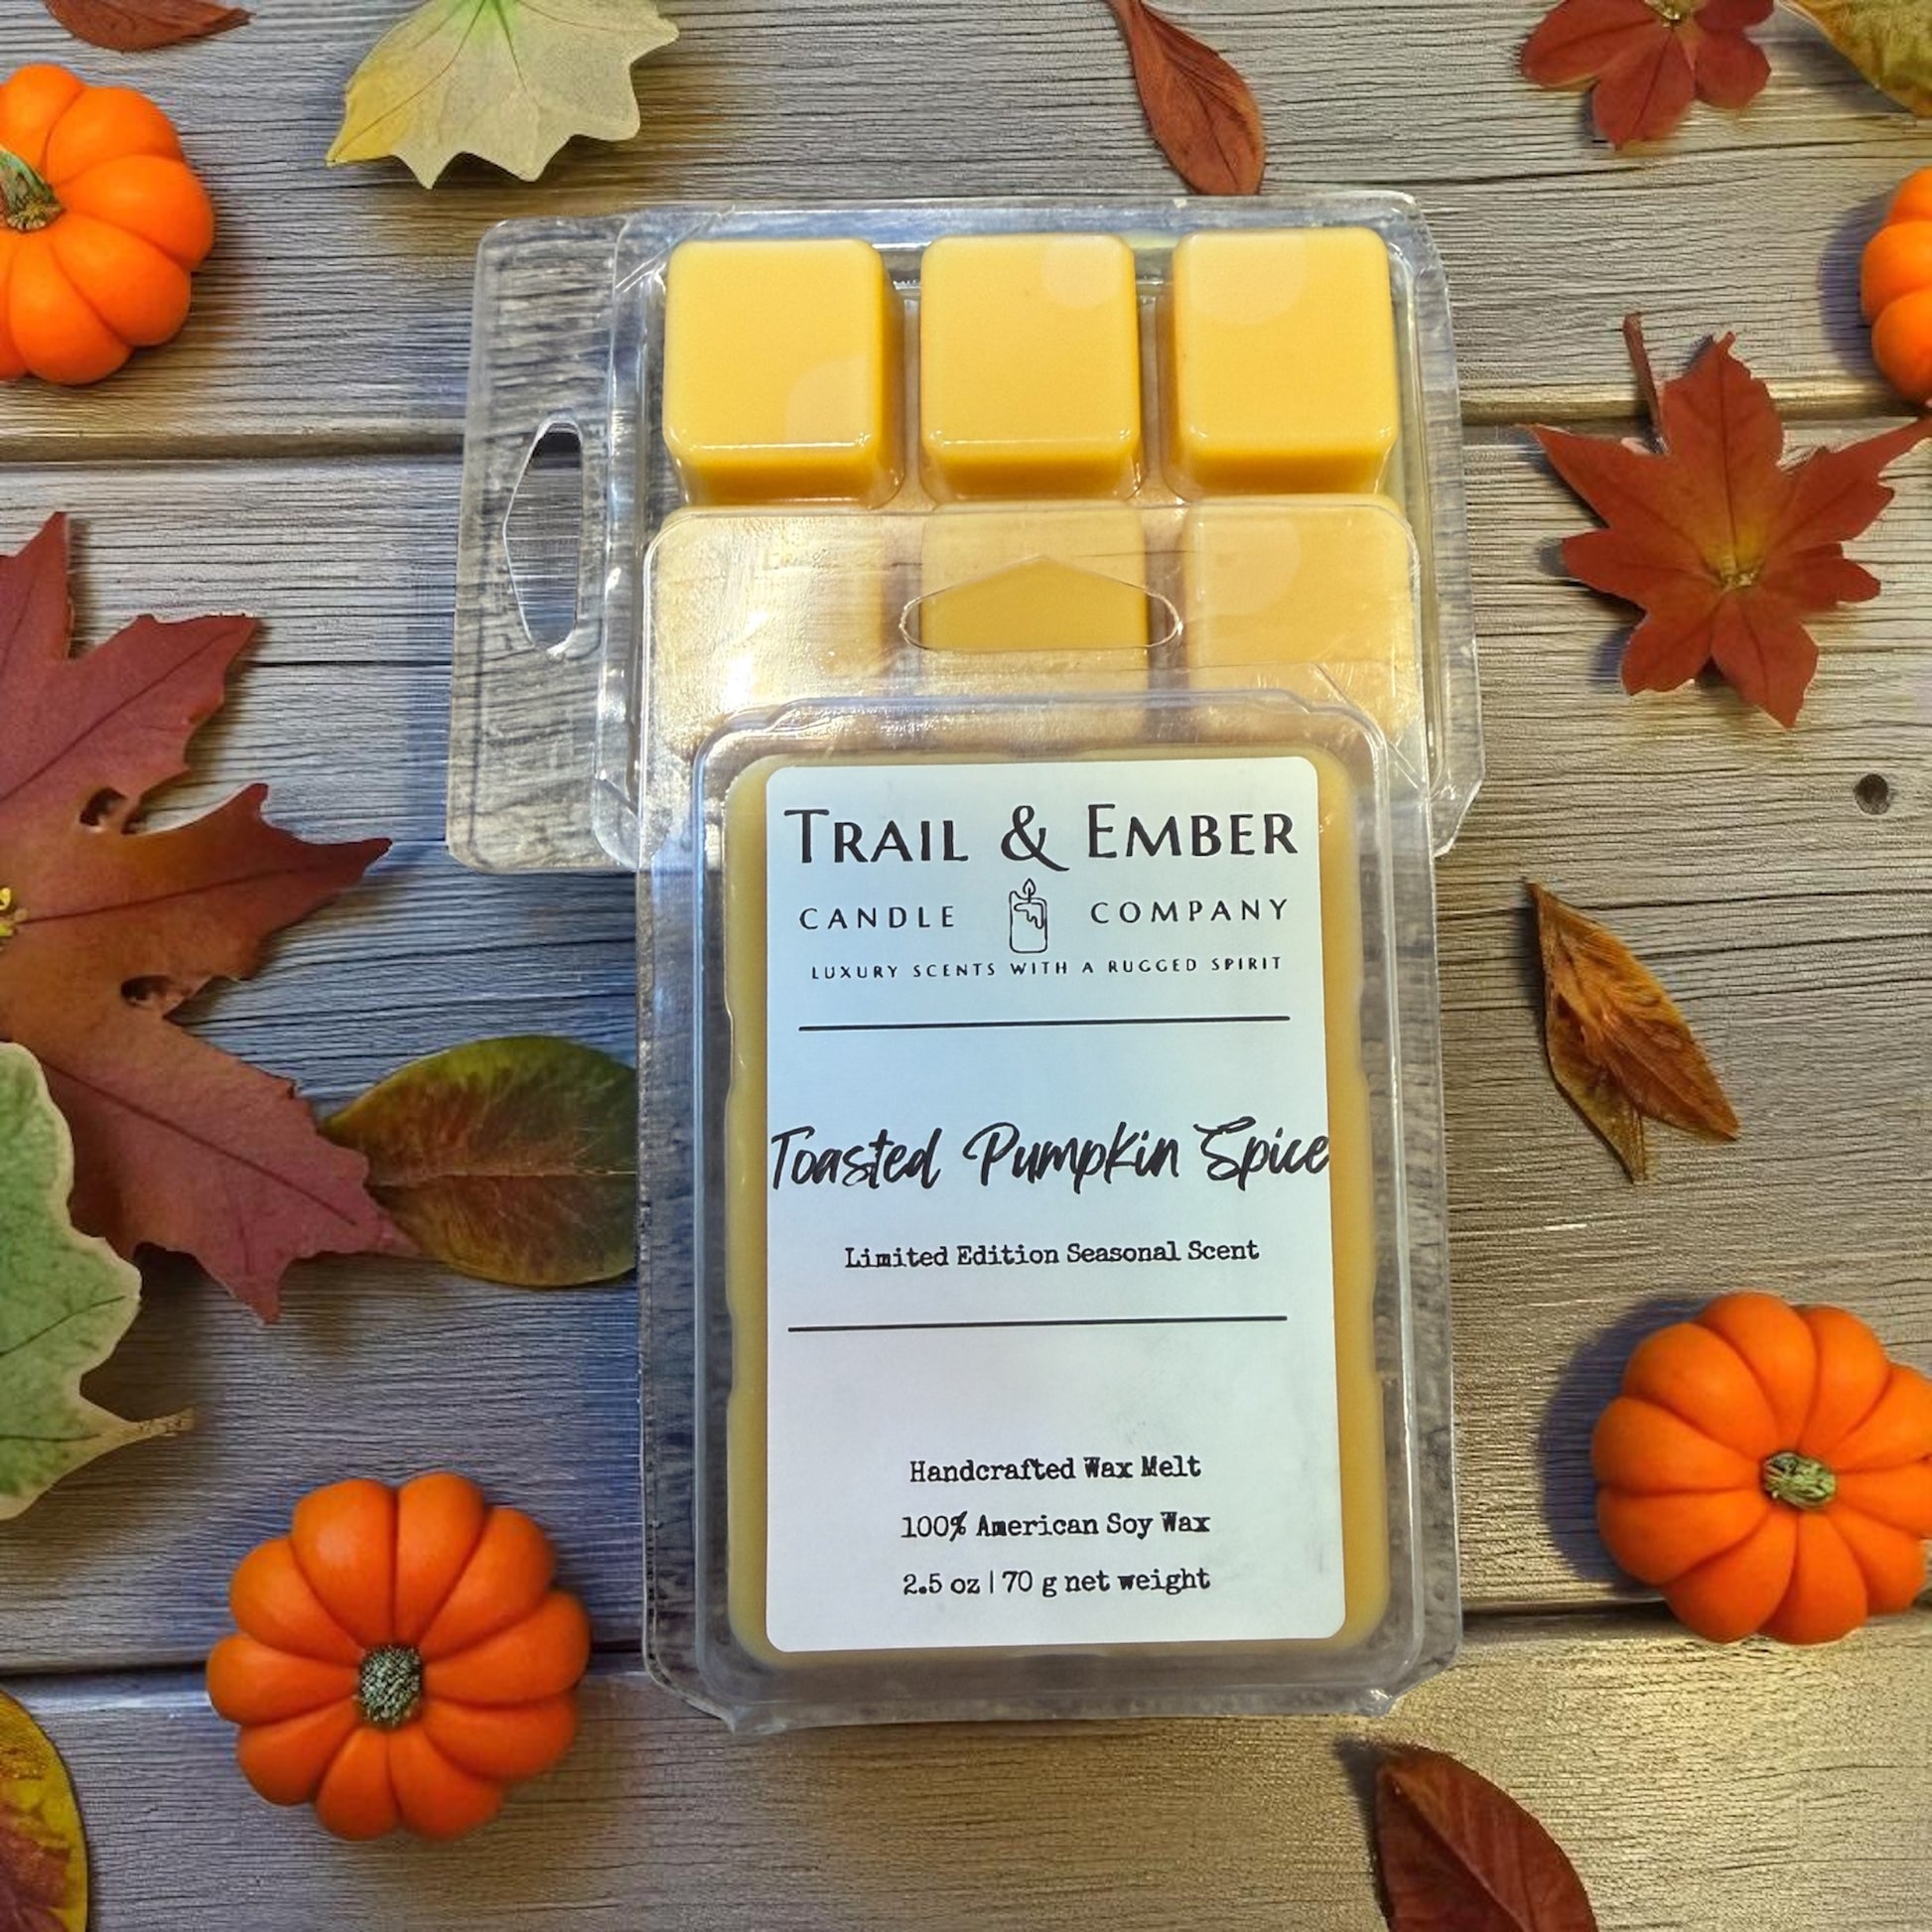 TRAIL & EMBER
CANDLE COMPANY
LUXURY SCENTS WITH A RUGGED SPIRIT
Toasted Pumpkin Spice
Limited Edition Seasonal Scent
Handcrafted Wax Melt
100% American Soy Wax
2.5 oz | 70 g net weight